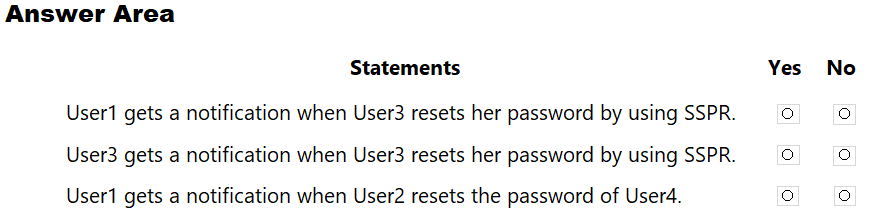 Answer Area
Statements Yes No
User1 gets a notification when User3 resets her password by using SSPR.
User3 gets a notification when User3 resets her password by using SSPR.
User1 gets a notification when User2 resets the password of User4.